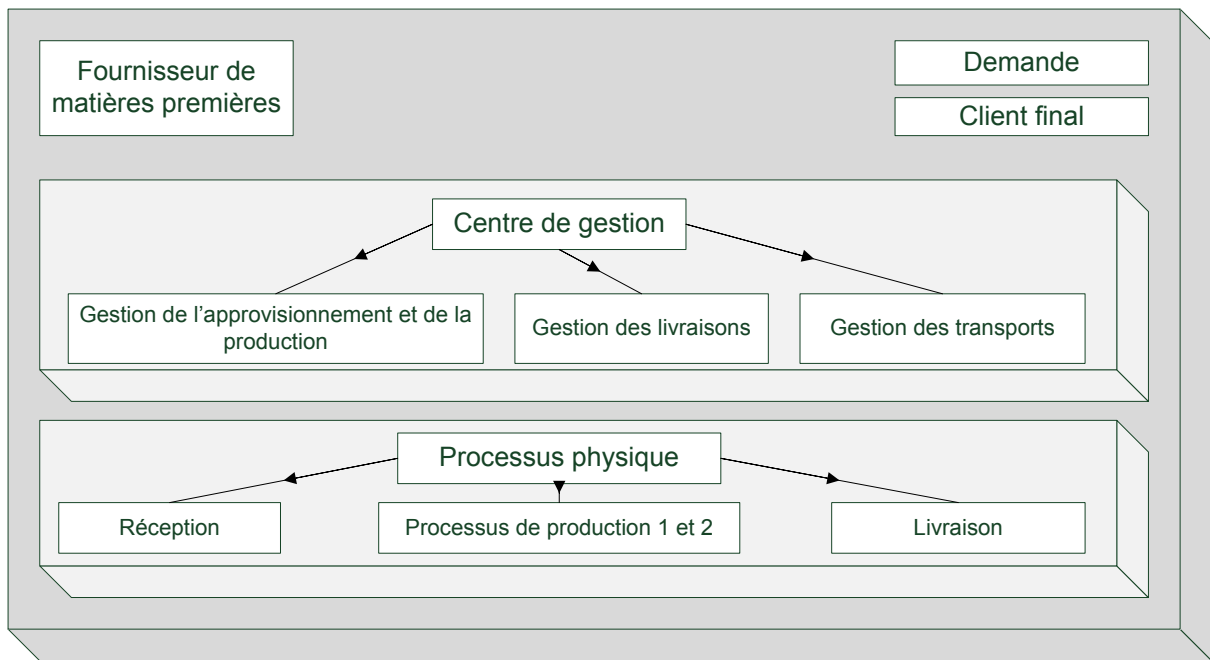 Fournisseur de
matières premières
Demande
Client final
Centre de gestion
Gestion de l’approvisionnement et de la
production
Gestion des livraisons
Gestion des transports
Processus physique
Réception
Processus de production 1 et 2
Livraison